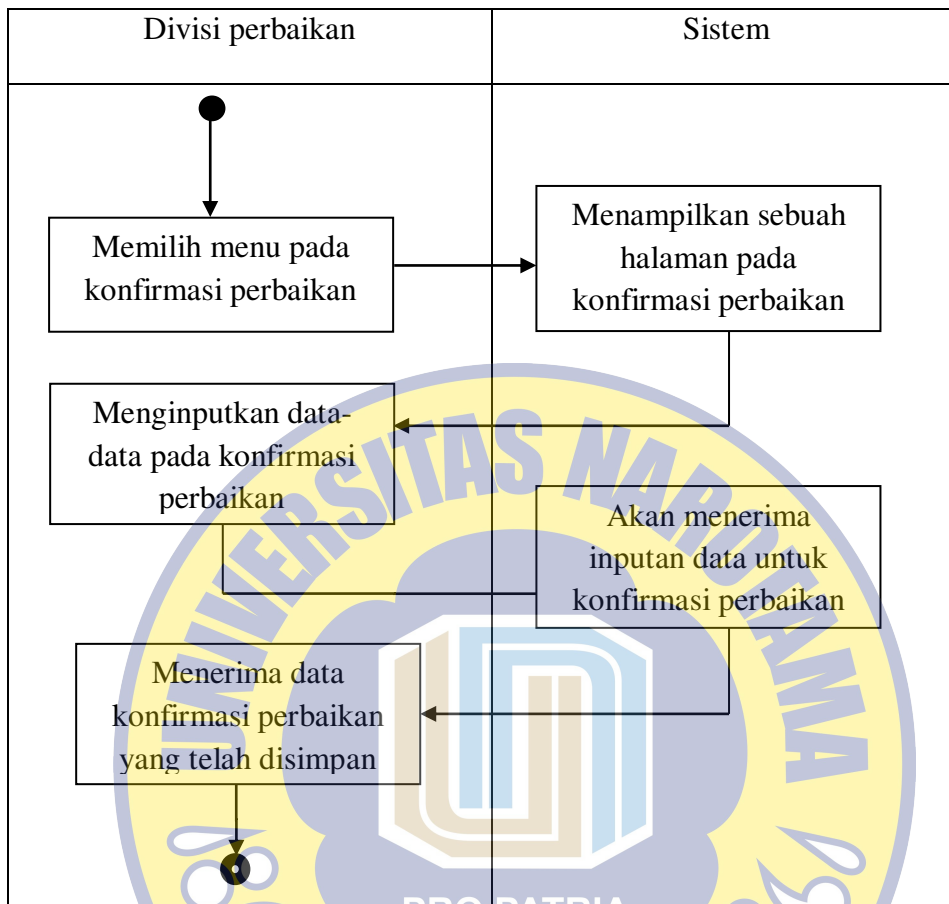 Divisi perbaikan
Sistem
Memilih menu pada
konfirmasi perbaikan
Menampilkan sebuah
halaman pada
konfirmasi perbaikan
Menginputkan data-
data pada konfirmasi
perbaikan
Akan menerima
inputan data untuk
konfirmasi perbaikan
Menerima data
konfirmasi perbaikan
yang telah disimpan
UNIVERSITAS NAROTAMA
PRO PATRIA